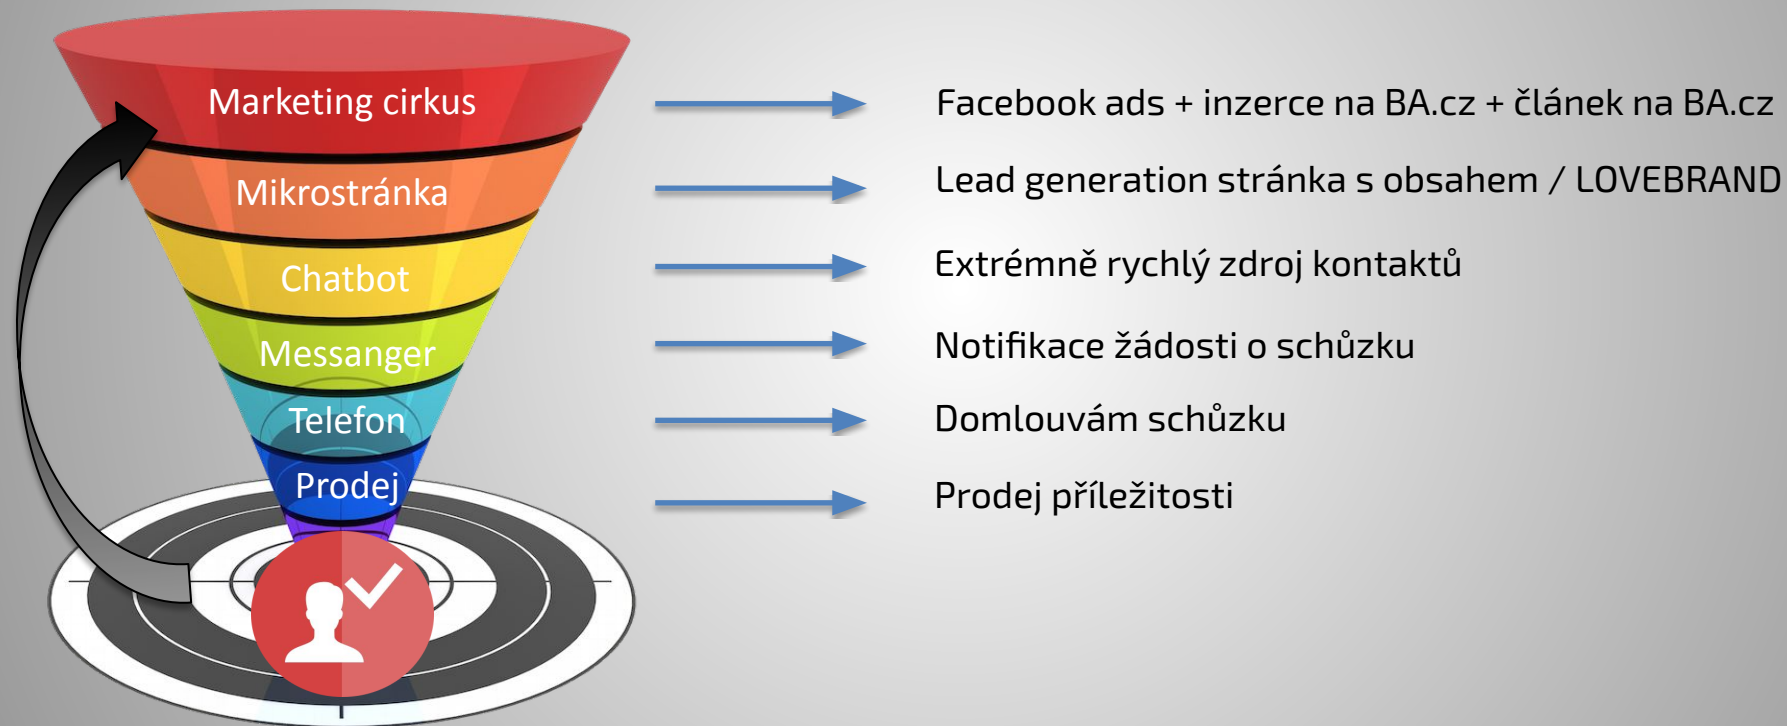 Marketing cirkus
Facebook ads + inzerce na BA.cz + článek na BA.cz
Mikrostránka
Lead generation stránka s obsahem / LOVEBRAND
Chatbot
Extrémně rychlý zdroj kontaktů
Messanger
Notifikace žádosti o schůzku
Telefon
Domlouvám schůzku
Prodej
Prodej příležitosti